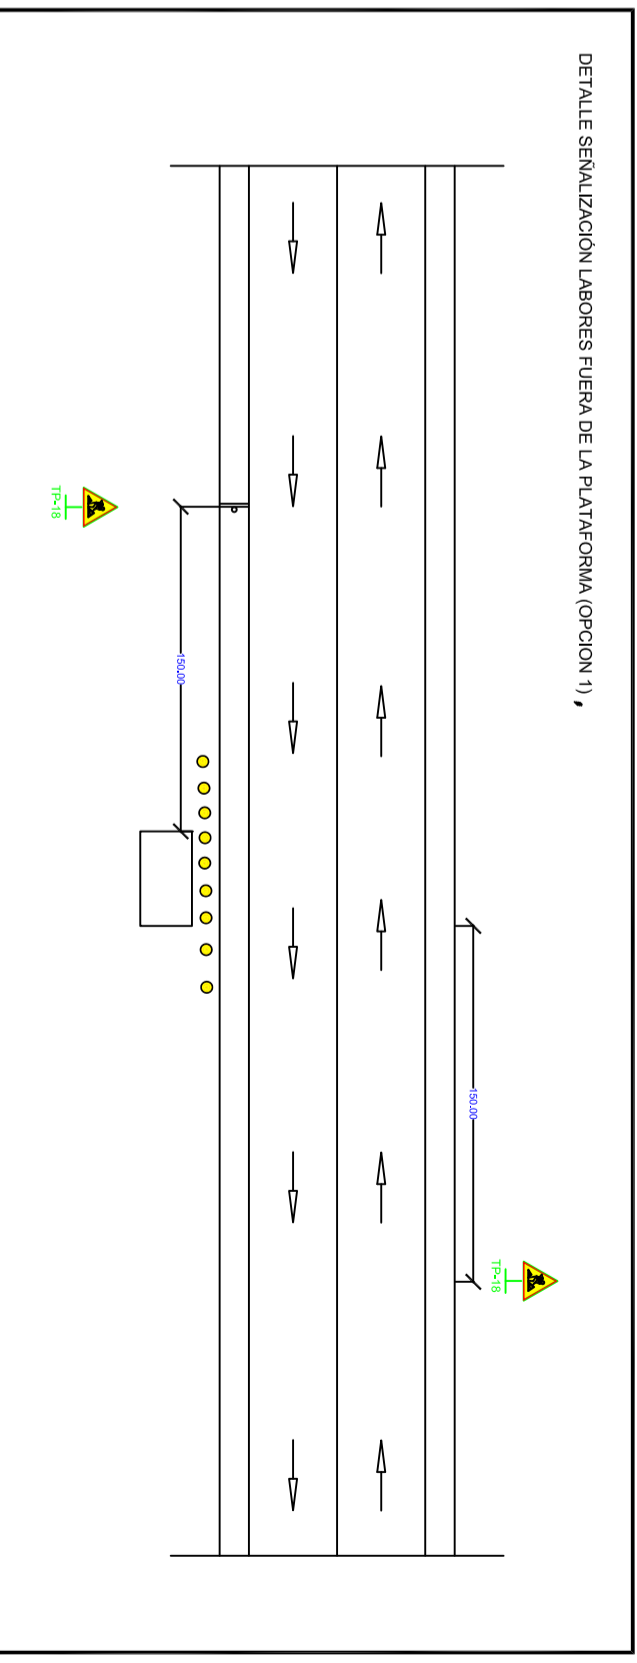 DETALLE SEÑALIZACIÓN LABORES FUERA DE LA PLATAFORMA (OPCION 1) ,
150.00
TP-18
TP-18
150.00